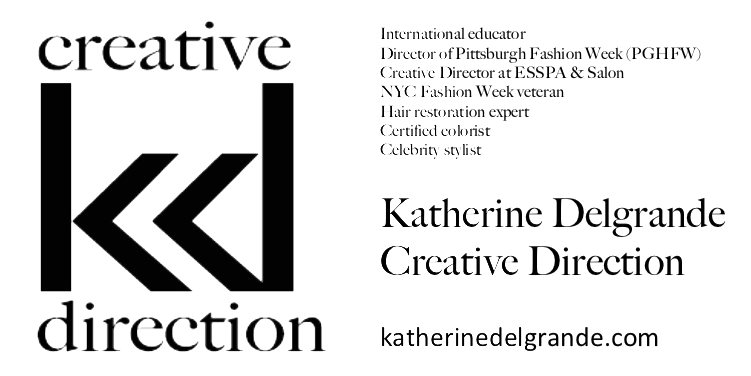 creative
kd
direction
International educator
Director of Pittsburgh Fashion Week (PGHFW)
Creative Director at ESSPA & Salon
NYC Fashion Week veteran
Hair restoration expert
Certified colorist
Celebrity stylist
Katherine Delgrande
Creative Direction
katherinedelgrande.com